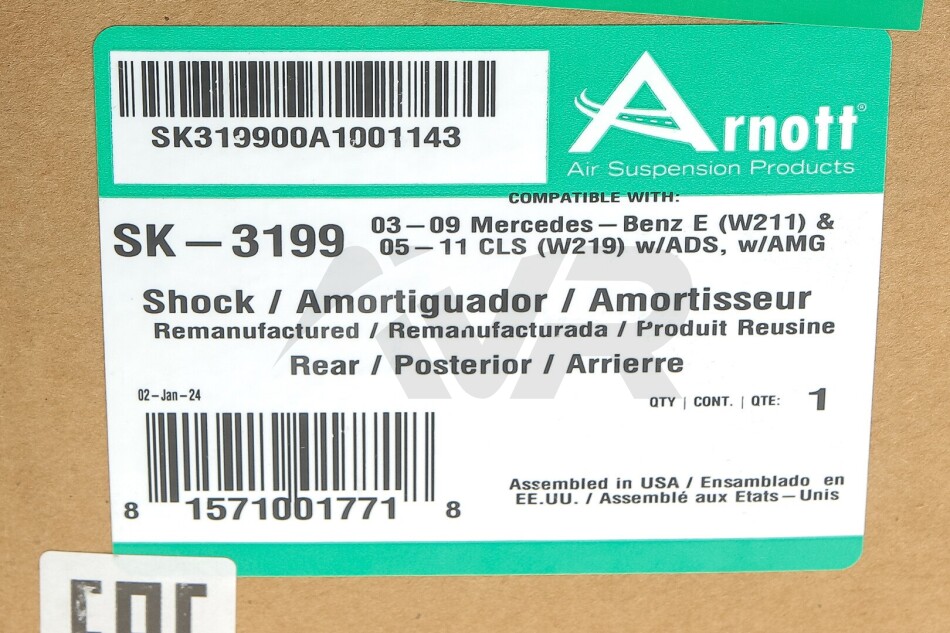 SK319900A1001143
Arnott®
Air Suspension Products
COMPATIBLE WITH:
SK-3199
03-09 Mercedes-Benz E (W211) &
05-11 CLS (W219) w/ADS, w/AMG
Shock / Amortiguador / Amortisseur
Remanufactured / Remanufacturada / Produit Reusine
Rear / Posterior / Arrierre
02-Jan-24
QTY | CONT. | QTE: 1
8 1571001771 8
Assembled in USA / Ensamblado en
EE.UU. / Assemblé aux Etats-Unis